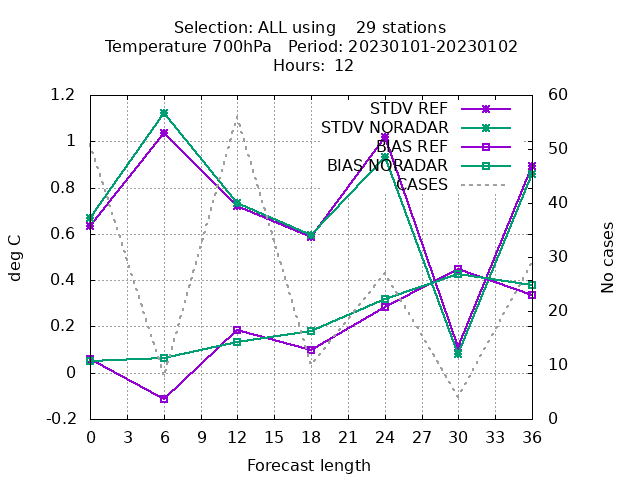 Selection: ALL using    29 stations
Temperature 700hPa   Period: 20230101-20230102
Hours:  12
STDV REF
STDV NORADAR
BIAS REF
BIAS NORADAR
CASES
1.2
1
0.8
0.6
0.4
0.2
0
-0.2
deg C
60
50
40
30
20
10
0
No cases
0 3 6 9 12 15 18 21 24 27 30 33 36
Forecast length